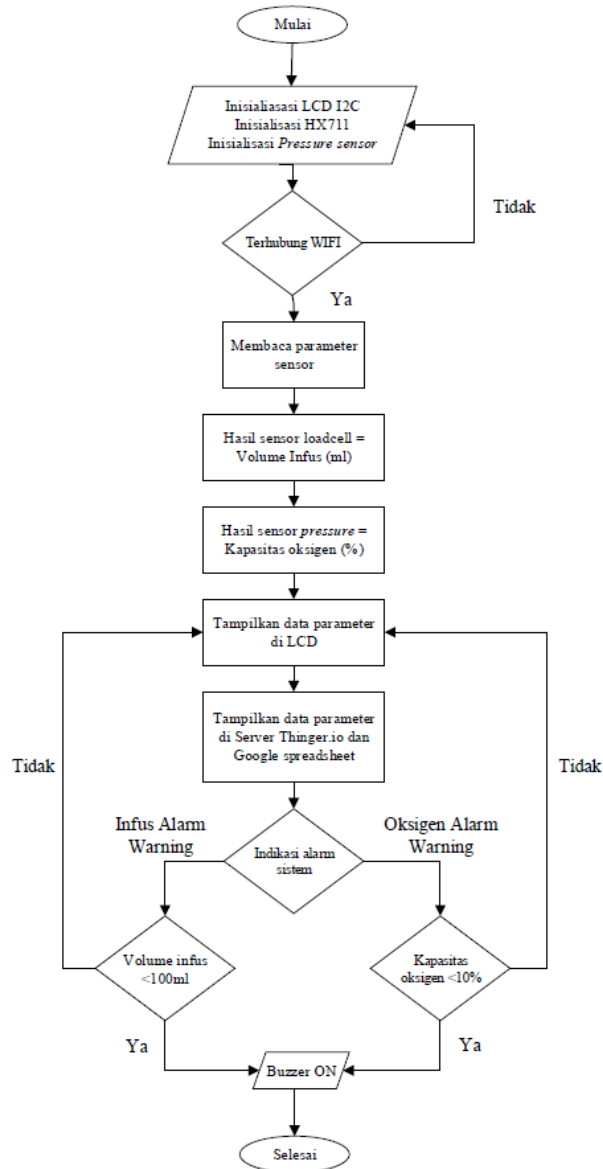 Mulai
Inisialiasasi LCD I2C
Inisialisasi HX711
Inisialisasi Pressure sensor
Tidak
Terhubung WIFI
Ya
Membaca parameter
sensor
Hasil sensor loadcell =
Volume Infus (ml)
Hasil sensor pressure =
Kapasitas oksigen (%)
Tampilkan data parameter
di LCD
Tampilkan data parameter
di Server Thinger.io dan
Google spreadsheet
Tidak
Tidak
Infus Alarm
Warning
Oksigen Alarm
Warning
Indikasi alarm
sistem
Volume infus
<100ml
Kapasitas
oksigen <10%
Ya
Ya
Buzzer ON
Selesai